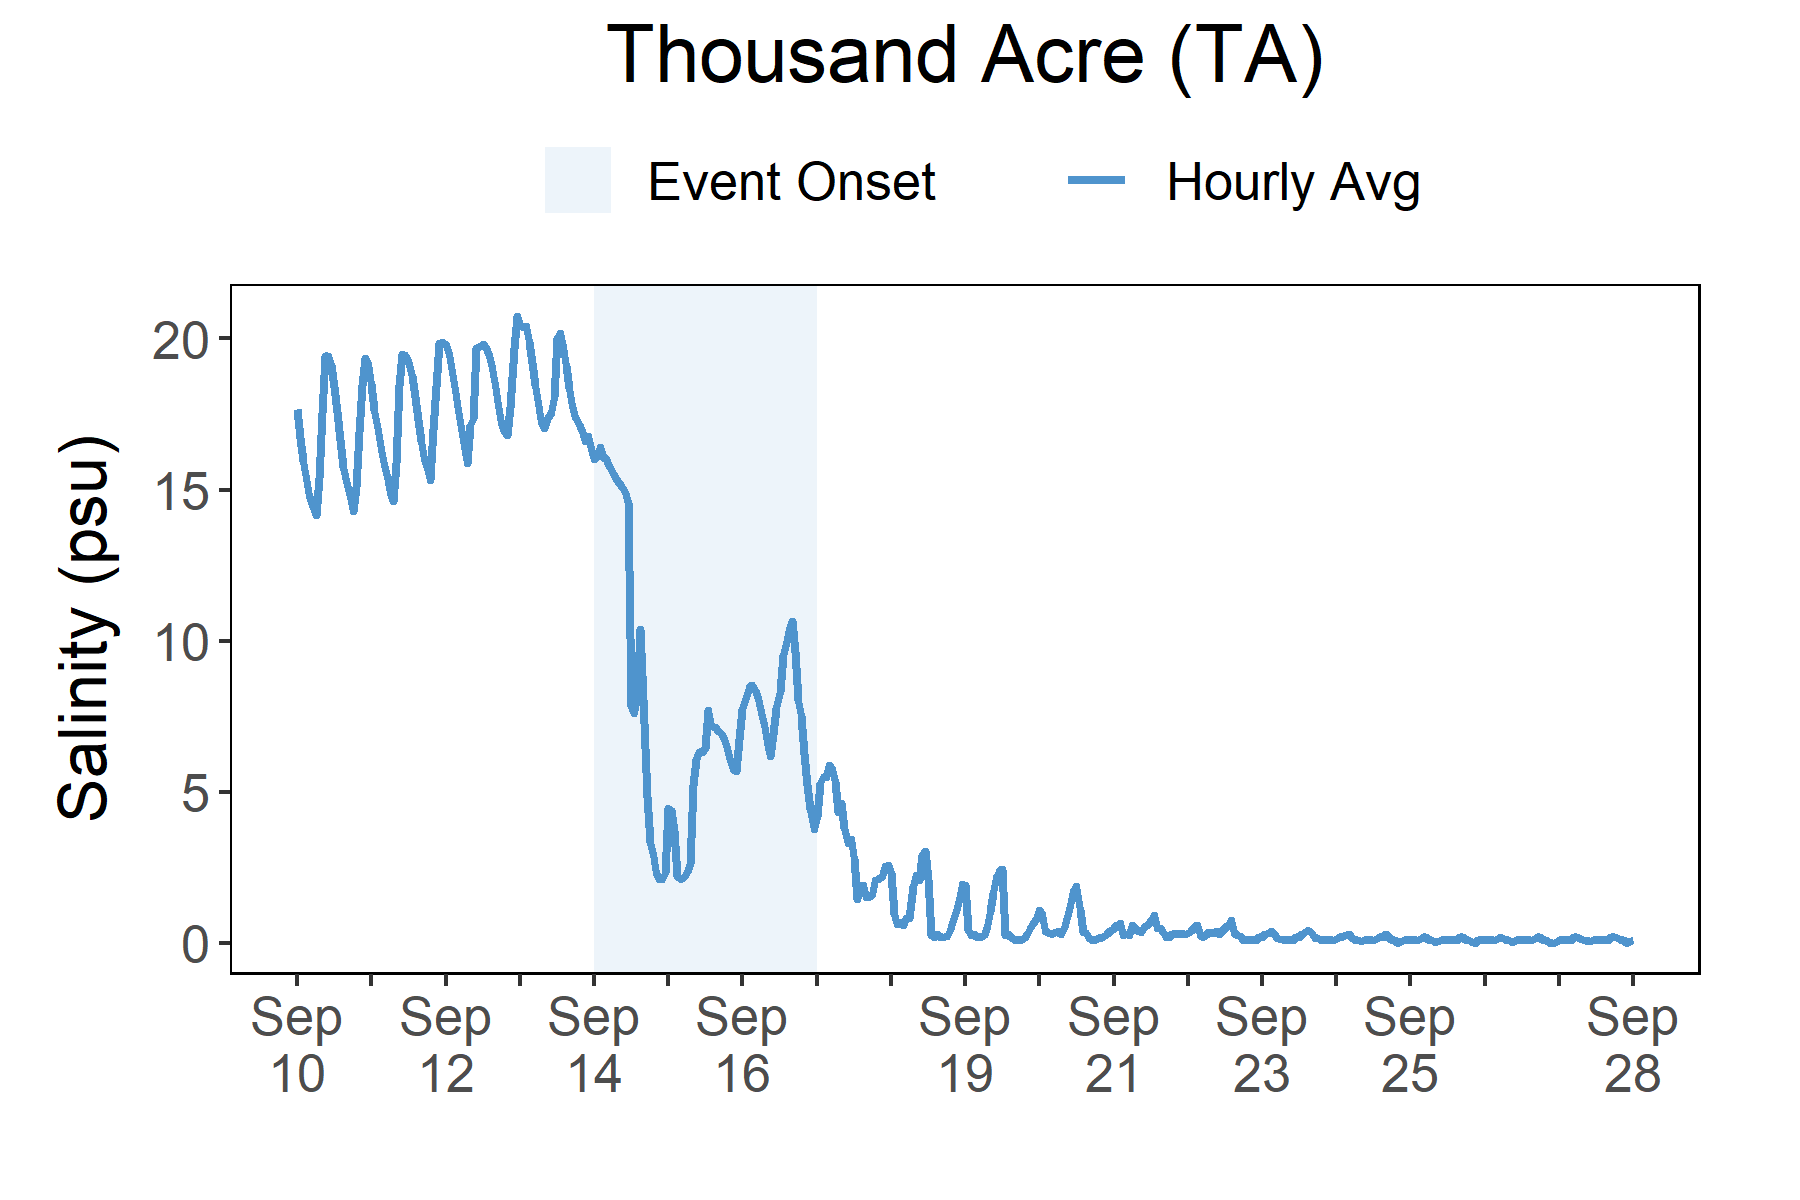 Thousand Acre (TA)
Event Onset Hourly Avg
Salinity (psu)
20
15
10
5
0
Sep Sep Sep Sep Sep Sep Sep Sep Sep
10 12 14 16 19 21 23 25 28